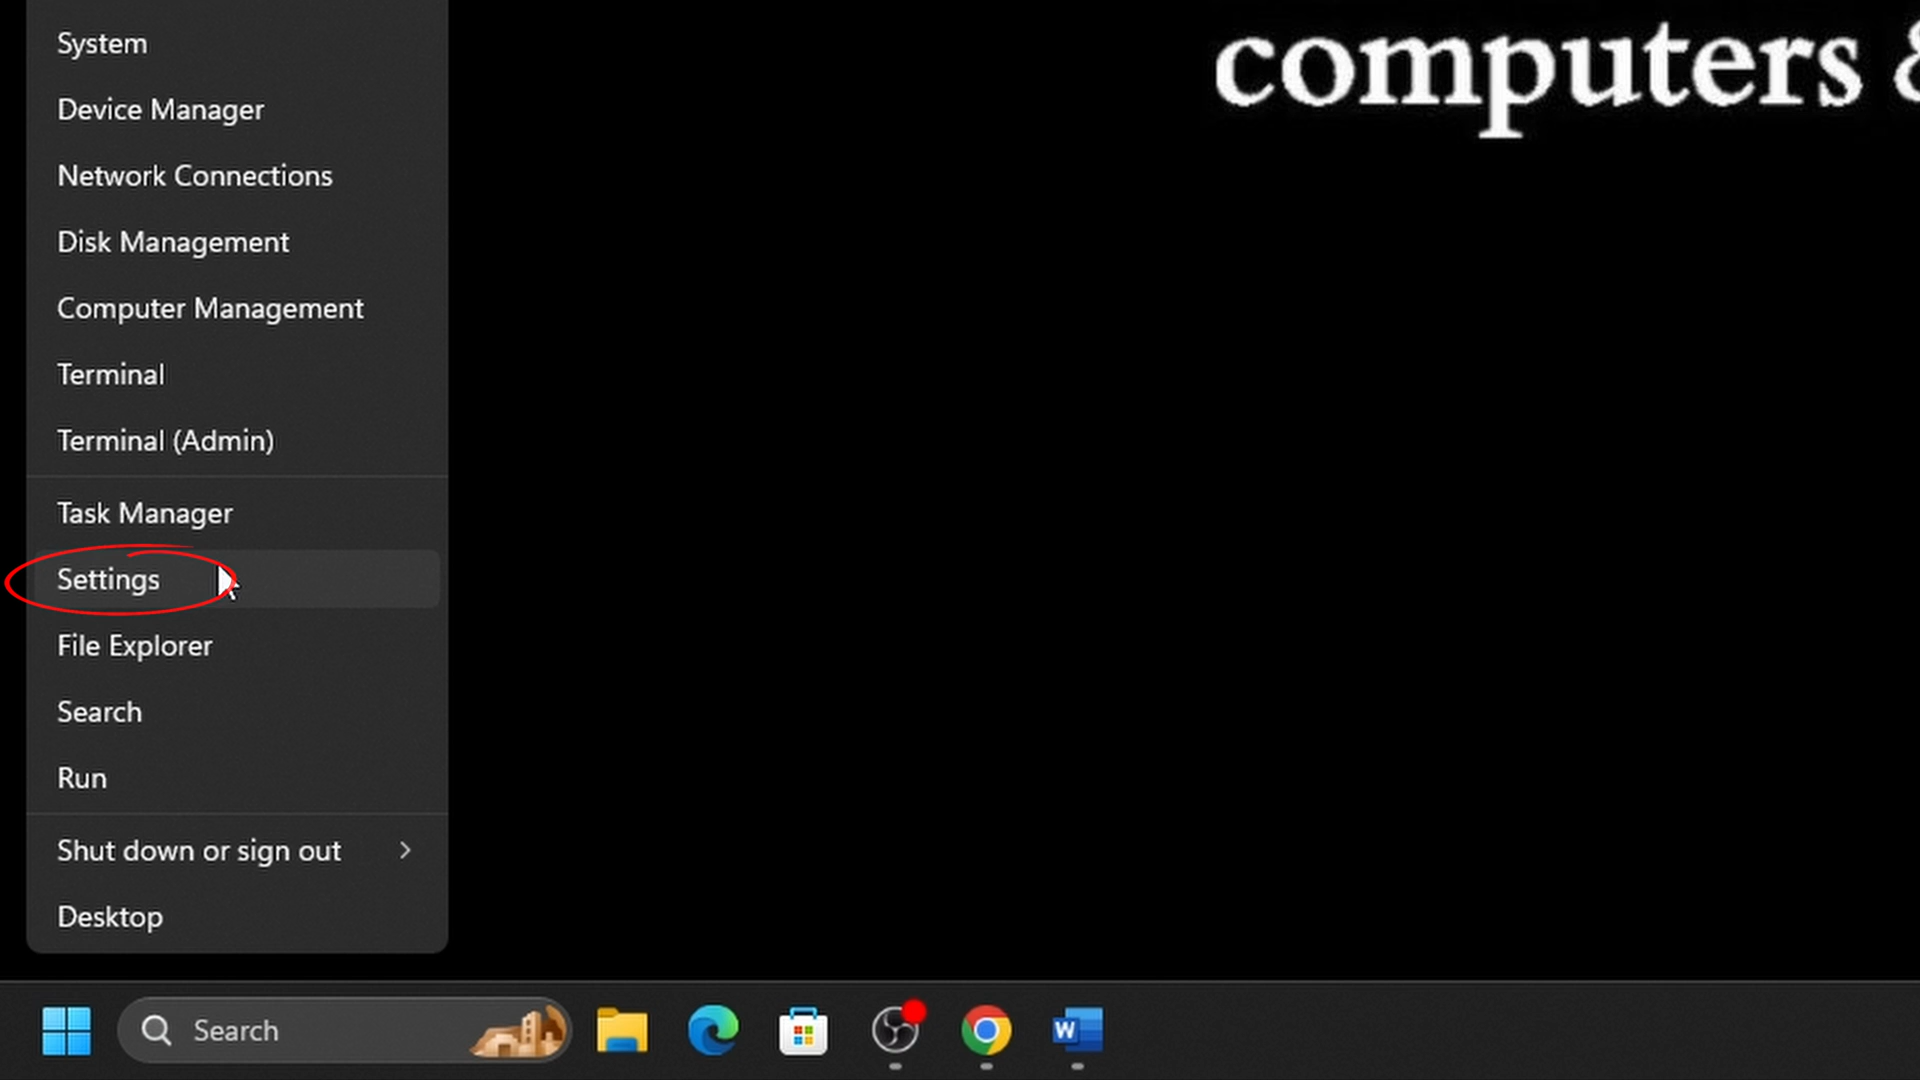 System
computers &
Device Manager
Network Connections
Disk Management
Computer Management
Terminal
Terminal (Admin)
Task Manager
Settings
File Explorer
Search
Run
Shut down or sign out
Desktop
Search
W